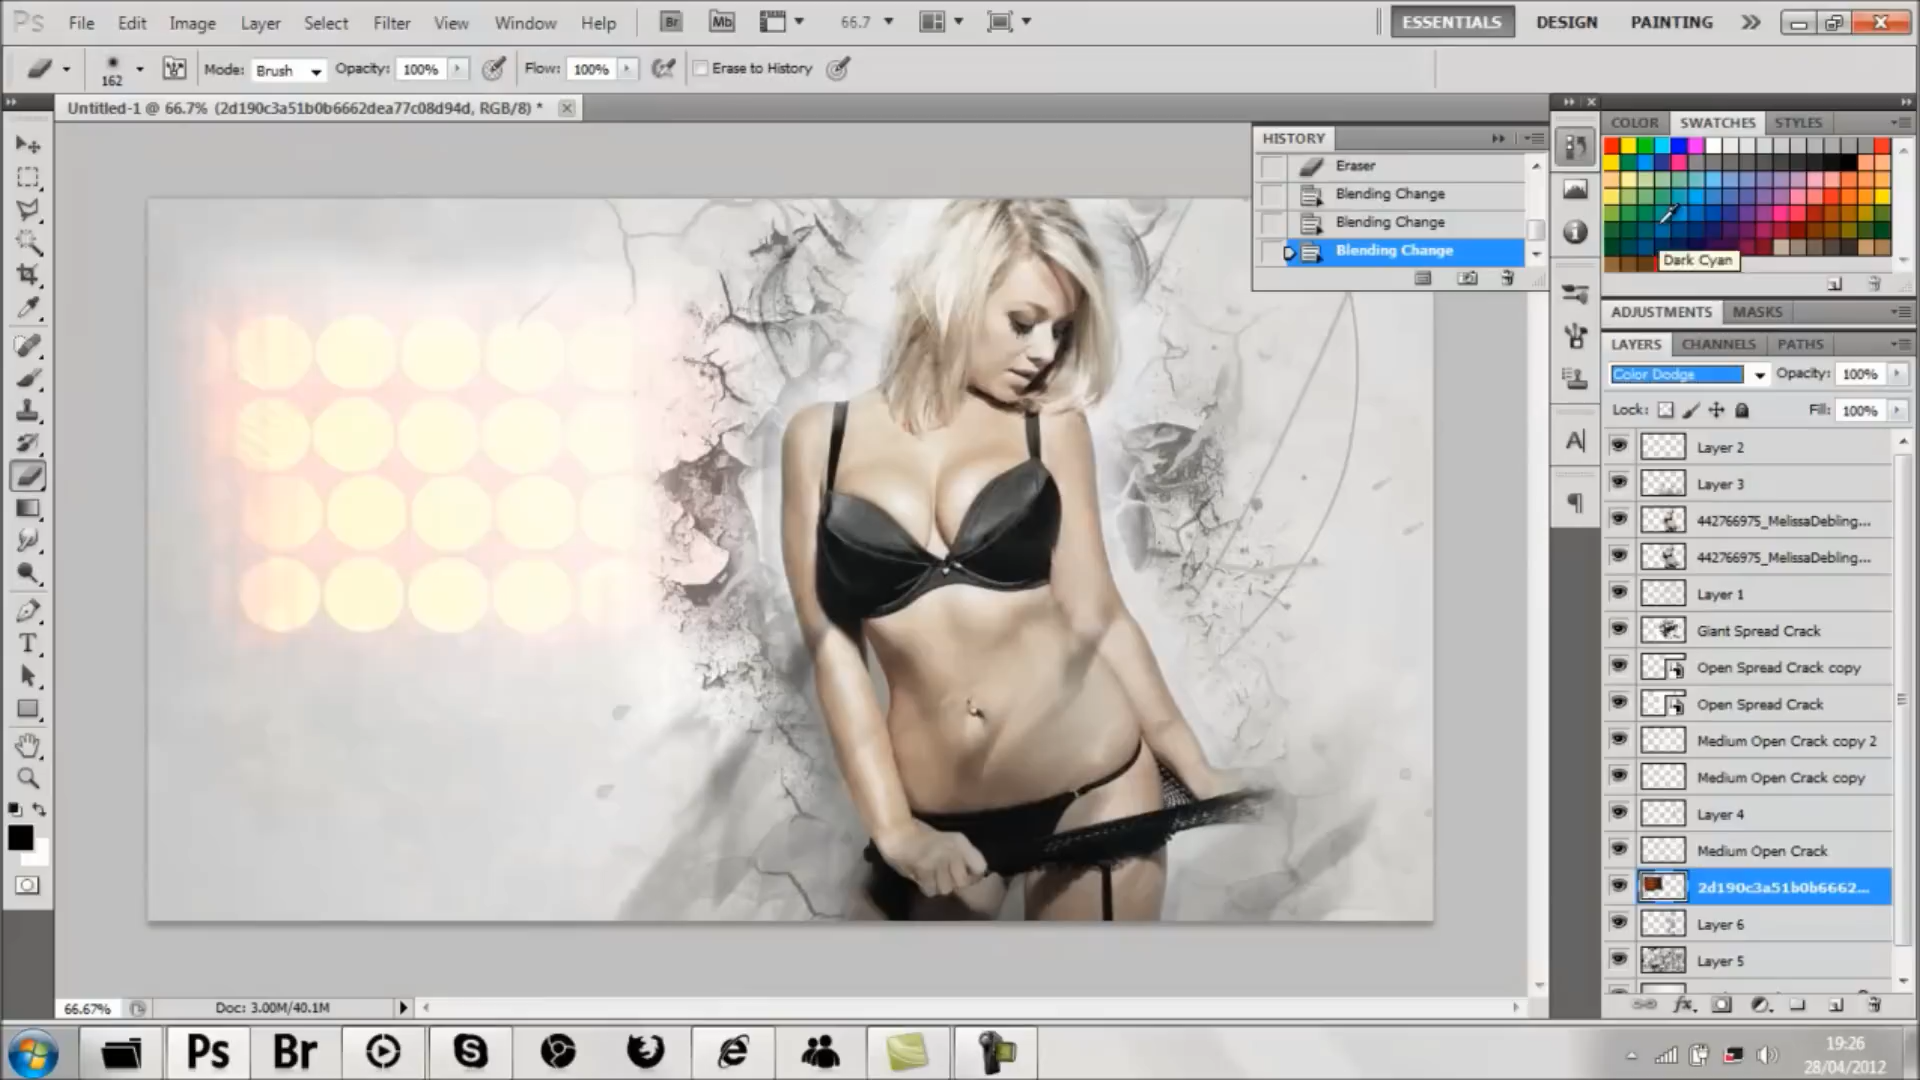 Ps File Edit Image Layer Select Filter View Window Help Br Mb 66.7 ESSENTIALS DESIGN PAINTING
162 Mode: Brush Opacity: 100% Flow: 100% Erase to History
Untitled-1 @ 66.7% (2d190c3a51b0b6662dea77c08d94d, RGB/8) *
HISTORY
Eraser
Blending Change
Blending Change
Blending Change
COLOR SWATCHES STYLES
Dark Cyan
ADJUSTMENTS MASKS
LAYERS CHANNELS PATHS
Color Dodge Opacity: 100%
Lock: Fill: 100%
Layer 2
Layer 3
442766975_MelissaDebling...
442766975_MelissaDebling...
Layer 1
Giant Spread Crack
Open Spread Crack copy
Open Spread Crack
Medium Open Crack copy 2
Medium Open Crack copy
Layer 4
Medium Open Crack
2d190c3a51b0b6662...
Layer 6
Layer 5
66.67% Doc: 3.00M/40.1M
Ps Br
19:26
28/04/2012